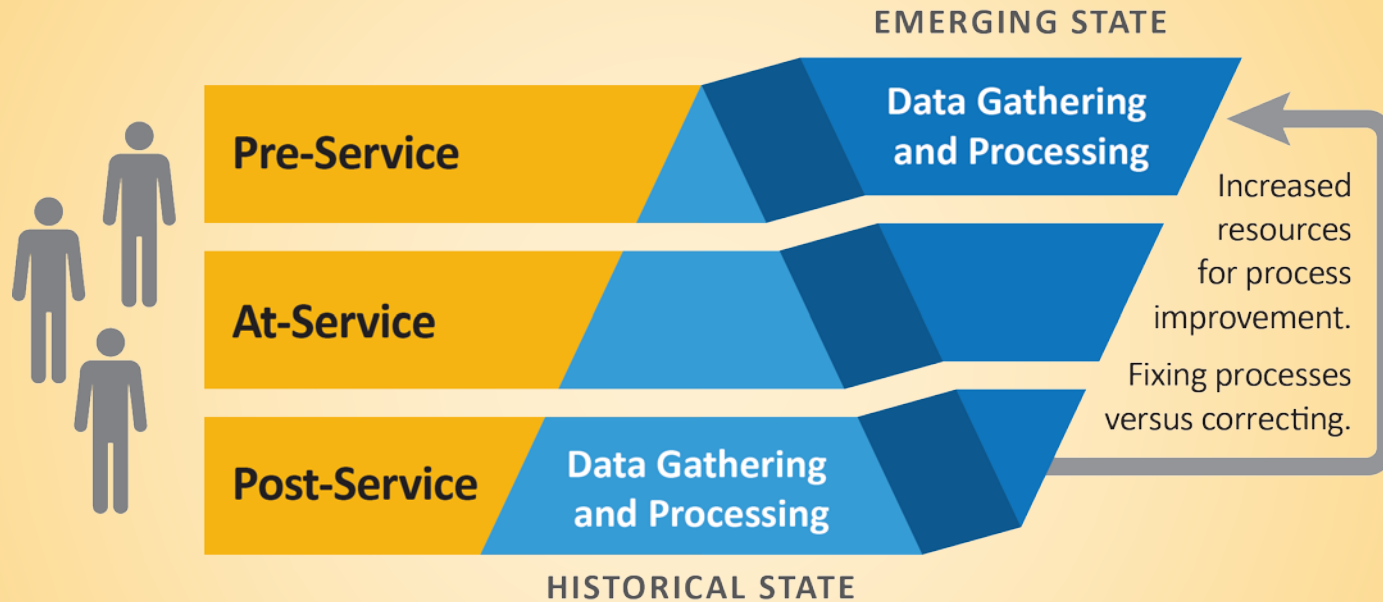 EMERGING STATE
Pre-Service
Data Gathering
and Processing
Increased
resources
for process
improvement.
Fixing processes
versus correcting.
At-Service
Post-Service
Data Gathering
and Processing
HISTORICAL STATE